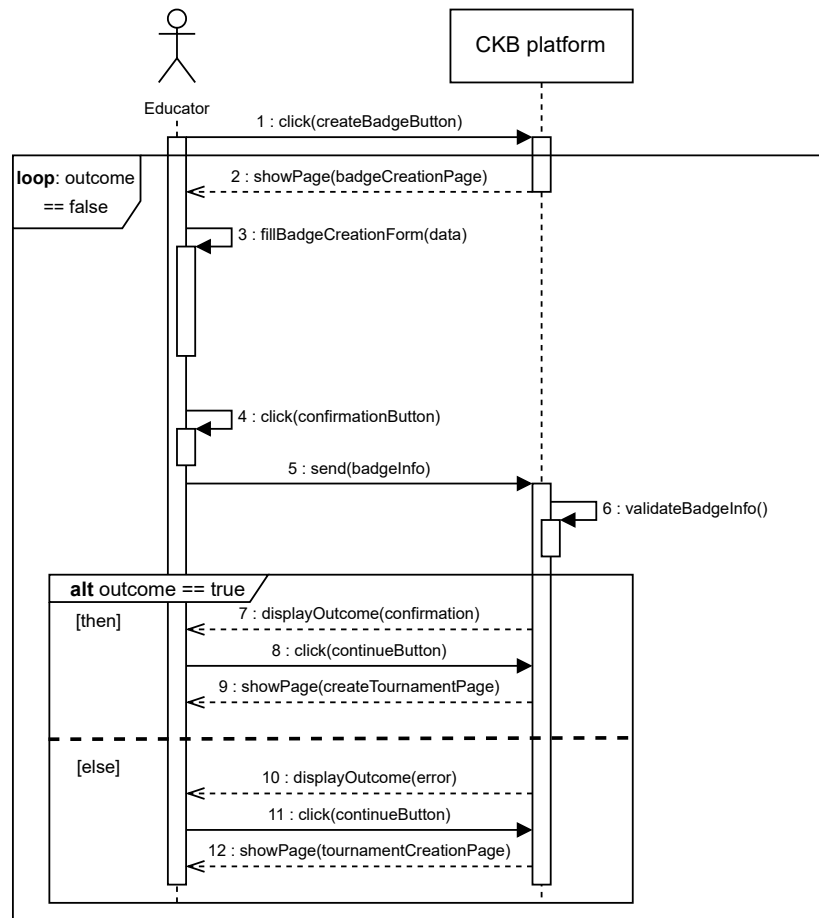 CKB platform
Educator
1 : click(createBadgeButton)
loop: outcome
== false
2 : showPage(badgeCreationPage)
3 : fillBadgeCreationForm(data)
4 : click(confirmationButton)
5 : send(badgeInfo)
6 : validateBadgeInfo()
alt outcome == true
[then]
7 : displayOutcome(confirmation)
8 : click(continueButton)
9 : showPage(createTournamentPage)
[else]
10 : displayOutcome(error)
11 : click(continueButton)
12 : showPage(tournamentCreationPage)